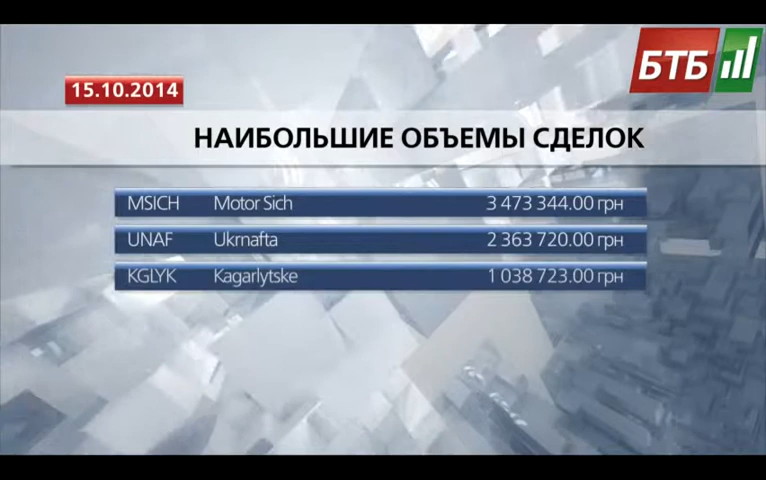 БТБ
15.10.2014
НАИБОЛЬШИЕ ОБЪЕМЫ СДЕЛОК
MSICH Motor Sich 3 473 344.00 грн
UNAF Ukrnafta 2 363 720.00 грн
KGLYK Kagarlytske 1 038 723.00 грн